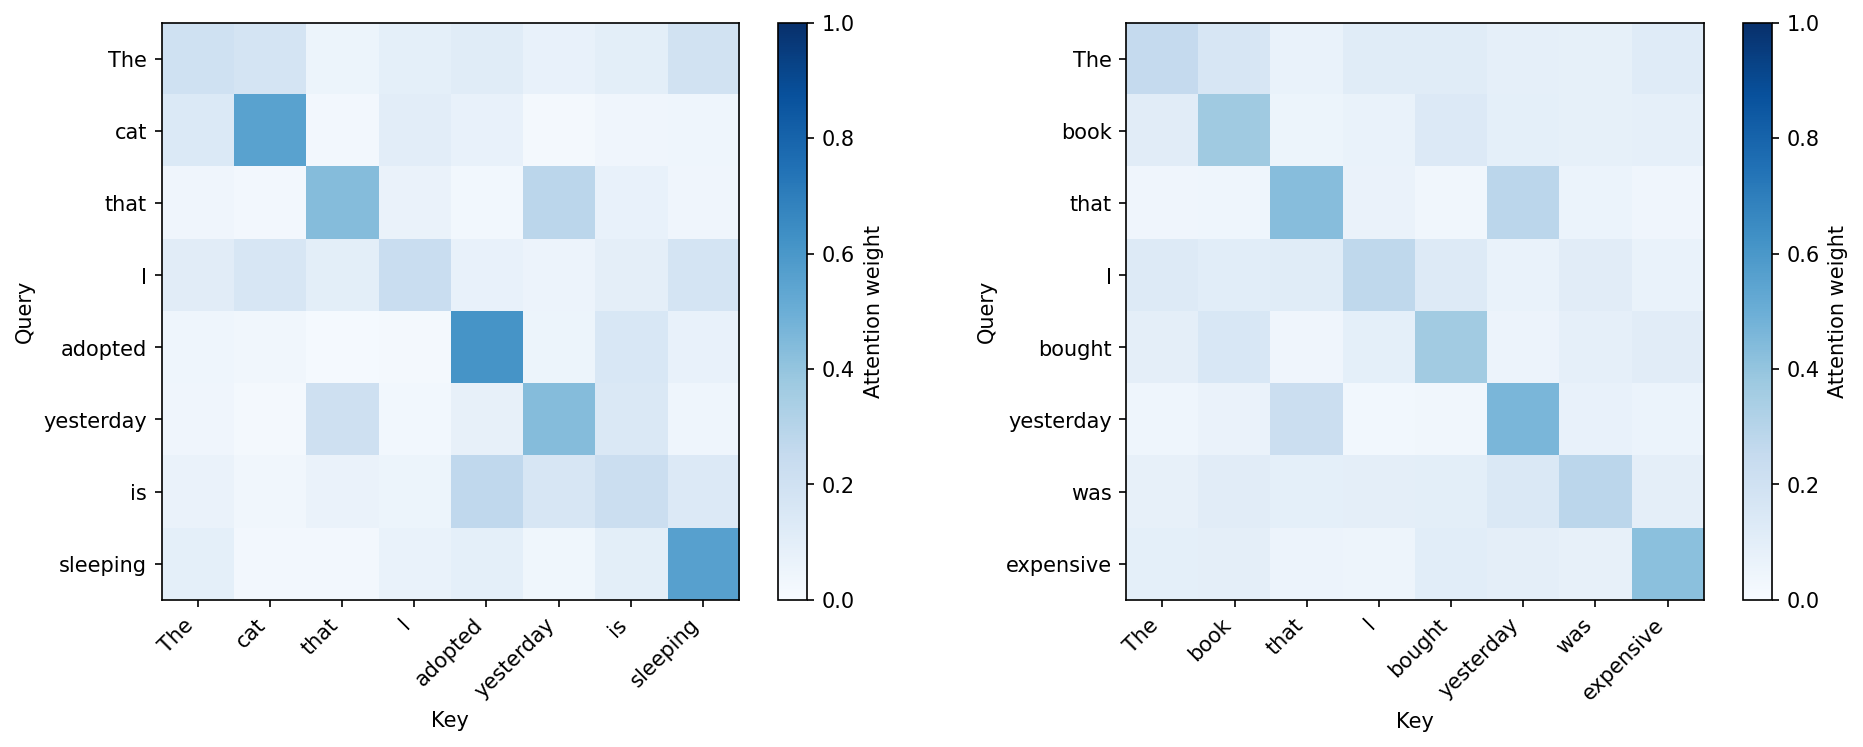 The
cat
that
I
adopted
yesterday
is
sleeping
Query
The
cat
that
I
adopted
yesterday
is
sleeping
Key
1.0
0.8
0.6
0.4
0.2
0.0
Attention weight
The
book
that
I
bought
yesterday
was
expensive
Query
The
book
that
I
bought
yesterday
was
expensive
Key
1.0
0.8
0.6
0.4
0.2
0.0
Attention weight